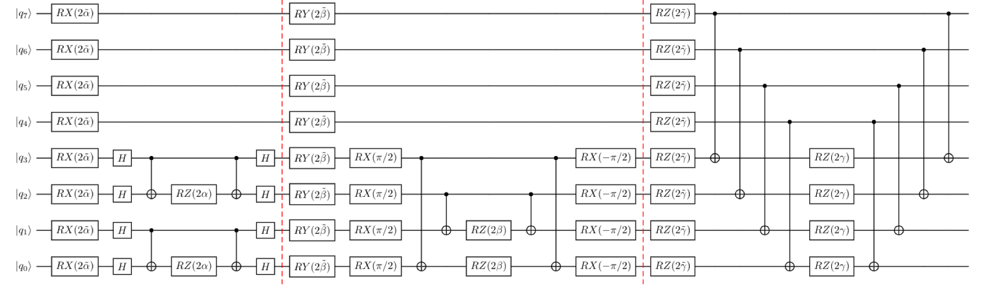 |q₇⟩ RX(2α̃) RY(2β̃) RZ(2γ̃)
|q₆⟩ RX(2α̃) RY(2β̃) RZ(2γ̃)
|q₅⟩ RX(2α̃) RY(2β̃) RZ(2γ̃)
|q₄⟩ RX(2α̃) RY(2β̃) RZ(2γ̃)
|q₃⟩ RX(2α̃) H H RY(2β̃) RX(π/2) RX(−π/2) RZ(2γ̃) RZ(2γ)
|q₂⟩ RX(2α̃) H RZ(2α) H RY(2β̃) RX(π/2) RX(−π/2) RZ(2γ̃) RZ(2γ)
|q₁⟩ RX(2α̃) H H RY(2β̃) RX(π/2) RZ(2β) RX(−π/2) RZ(2γ̃) RZ(2γ)
|q₀⟩ RX(2α̃) H RZ(2α) H RY(2β̃) RX(π/2) RZ(2β) RX(−π/2) RZ(2γ̃) RZ(2γ)